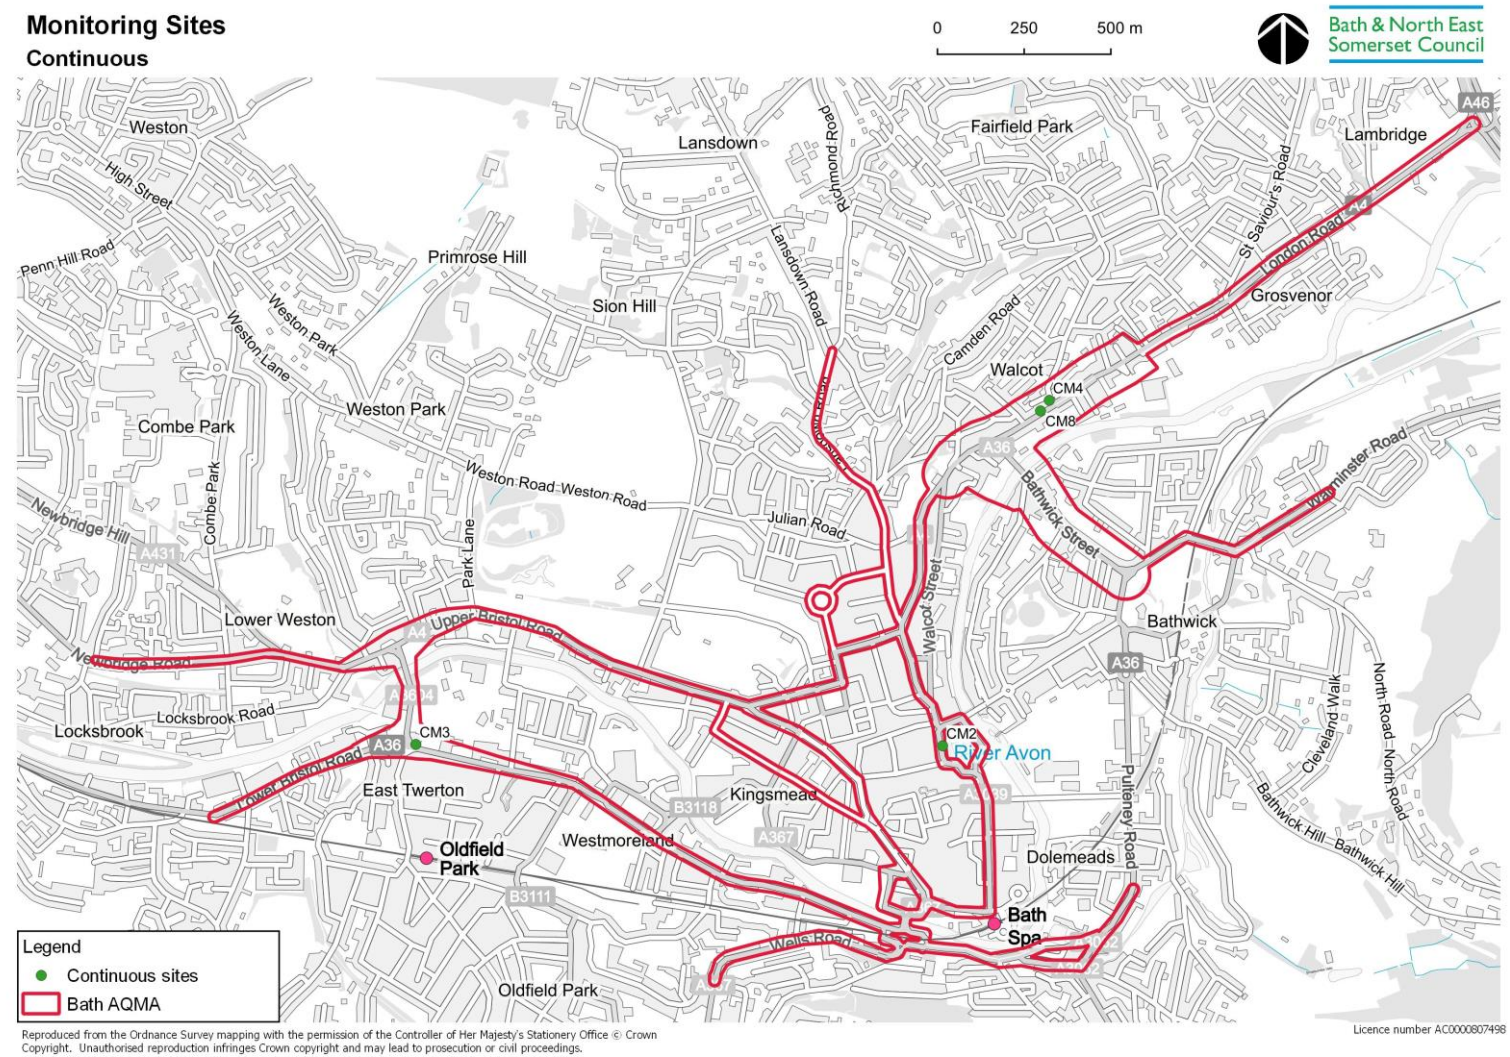 Monitoring Sites
Continuous
0 250 500 m
Bath & North East
Somerset Council
A46
Lambridge
Weston
Fairfield Park
Lansdown
Richmond Road
High Street
St Saviour's Road
A4
London Road
Penn Hill Road
Primrose Hill
Lansdown Road
Grosvenor
Sion Hill
Weston Park
Camden Road
Weston Lane
Walcot
CM4
Weston Park
Lansdown Road
CM8
Combe Park
A36
Warminster Road
Weston Road
Weston Road
Combe Park
Bathwick Street
Newbridge Hill
Julian Road
A431
Park Lane
Walcot Street
Lower Weston
Upper Bristol Road
A4
Bathwick
Newbridge Road
A36
A3604
North Road
North Road
Cleveland Walk
Locksbrook Road
Locksbrook
CM3
CM2
A36
River Avon
Lower Bristol Road
East Twerton
Kingsmead
B3118
Pulteney Road
Bathwick Hill
Bathwick Hill
A367
Westmoreland
Oldfield
Park
Dolemeads
B3111
Bath
Spa
Wells Road
Oldfield Park
Legend
Continuous sites
Bath AQMA
Reproduced from the Ordnance Survey mapping with the permission of the Controller of Her Majesty's Stationery Office © Crown
Copyright. Unauthorised reproduction infringes Crown copyright and may lead to prosecution or civil proceedings.
Licence number AC0000807498